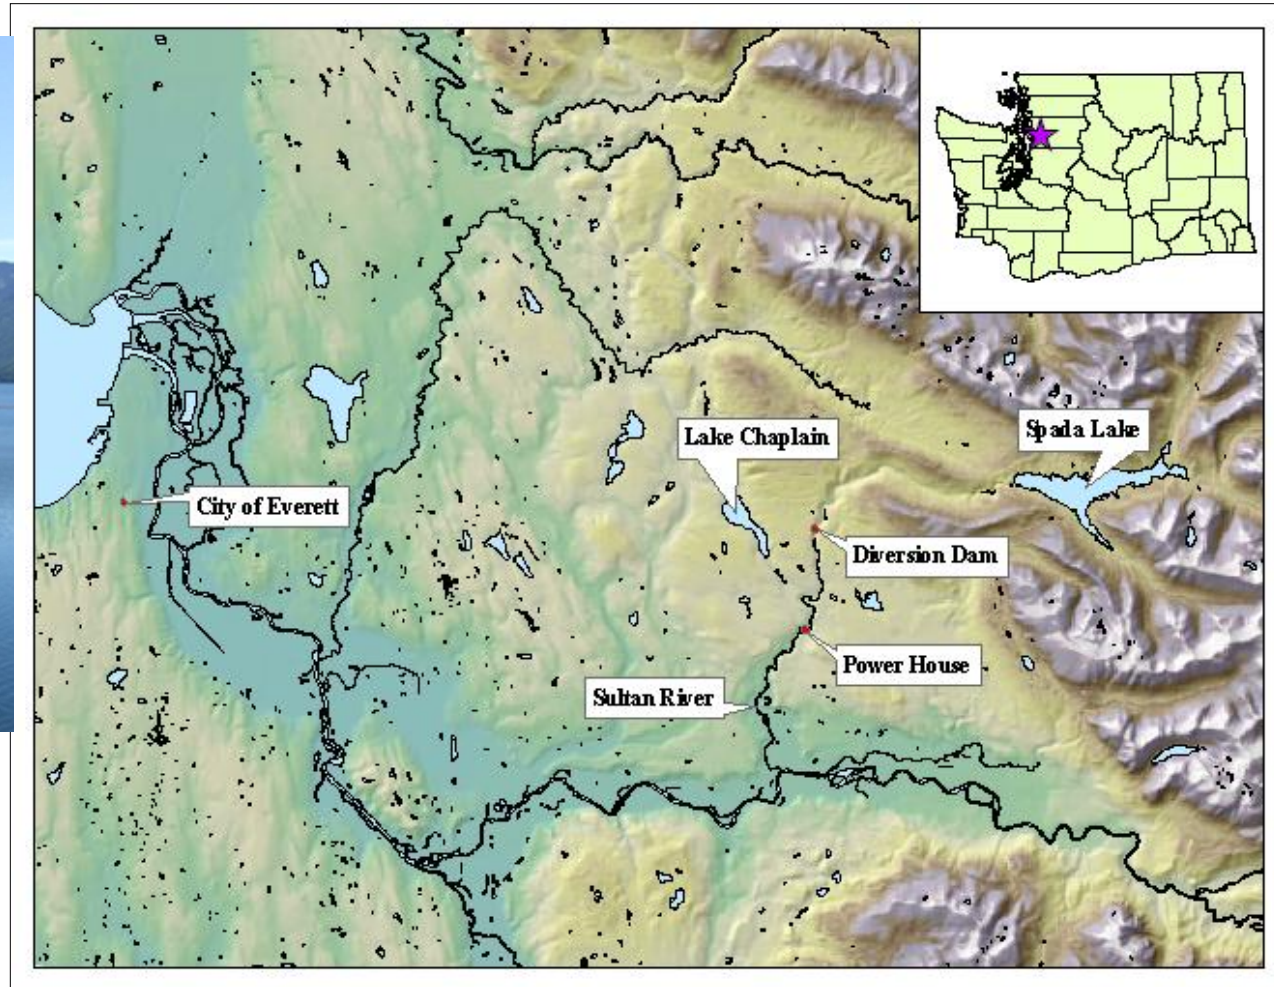 Lake Chaplain
Spada Lake
City of Everett
Diversion Dam
Power House
Sultan River